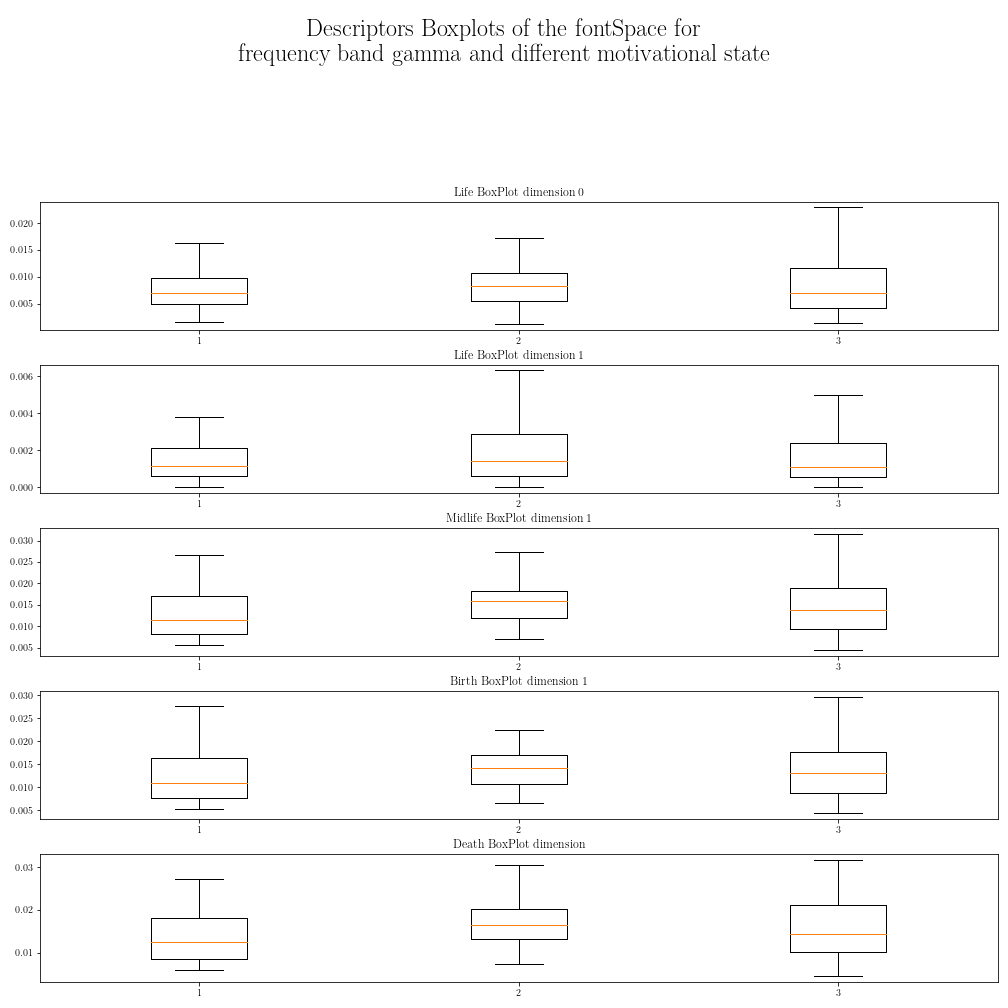 Descriptors Boxplots of the fontSpace for
frequency band gamma and different motivational state
Life BoxPlot dimension 0
0.020
0.015
0.010
0.005
1 2 3
Life BoxPlot dimension 1
0.006
0.004
0.002
0.000
1 2 3
Midlife BoxPlot dimension 1
0.030
0.025
0.020
0.015
0.010
0.005
1 2 3
Birth BoxPlot dimension 1
0.030
0.025
0.020
0.015
0.010
0.005
1 2 3
Death BoxPlot dimension
0.03
0.02
0.01
1 2 3